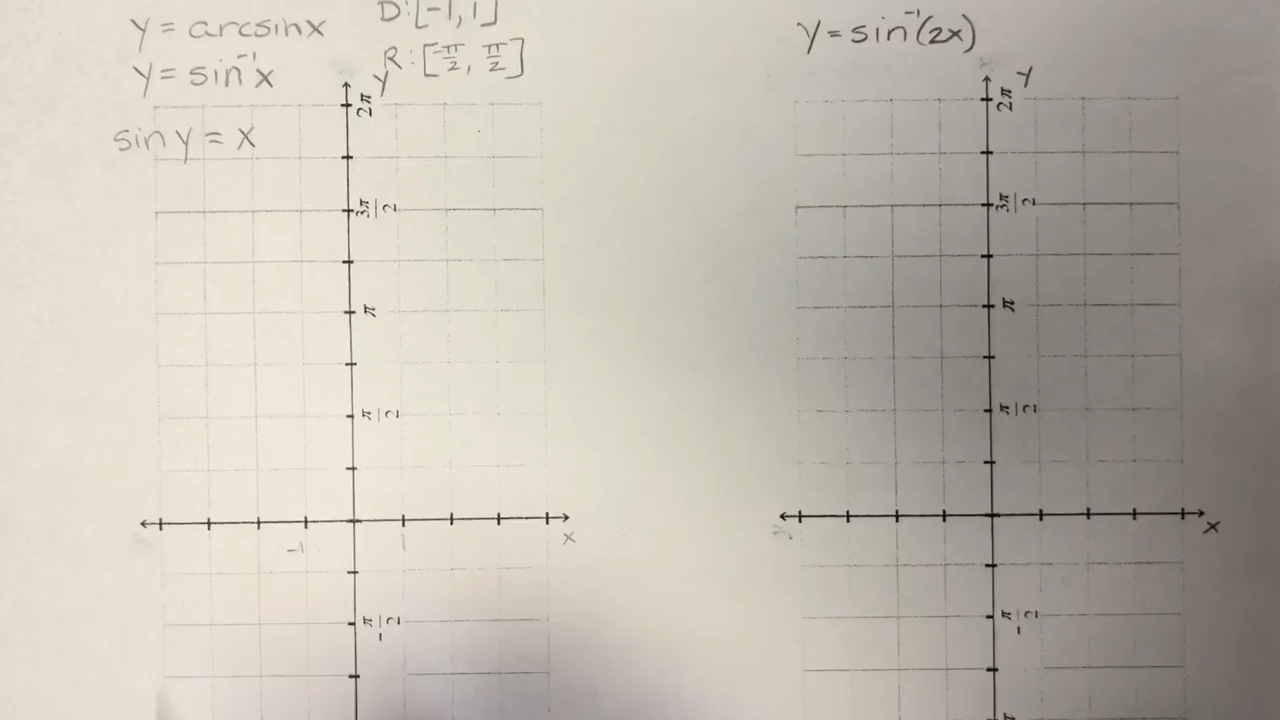 y = arcsinx
D:[-1,1]
y = sin⁻¹x
R:[-π/2, π/2]
sin y = x
y
2π
3π/2
π
π/2
-1
1
x
-π/2
y = sin⁻¹(2x)
y
2π
3π/2
π
π/2
x
-π/2